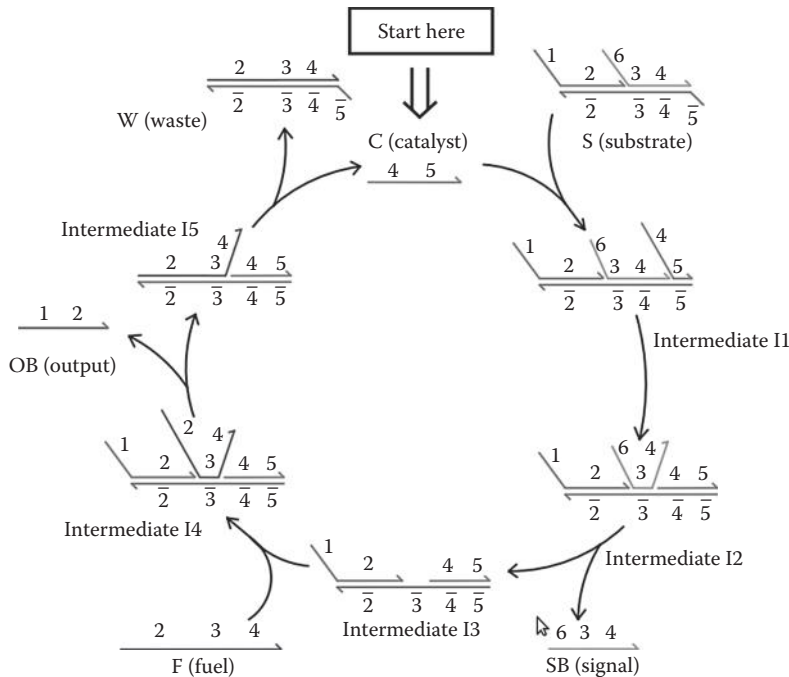 Start here
1 6
2 3 4
2̅ 3̅ 4̅ 5̅
S (substrate)
2 3 4
2̅ 3̅ 4̅ 5̅
W (waste)
C (catalyst)
4 5
Intermediate I5
4
2 3 4 5
2̅ 3̅ 4̅ 5̅
1 6 4
2 3 4 5
2̅ 3̅ 4̅ 5̅
Intermediate I1
1 2
OB (output)
1 2 4
2 3 4 5
2̅ 3̅ 4̅ 5̅
Intermediate I4
1 6 4
2 3 4 5
2̅ 3̅ 4̅ 5̅
Intermediate I2
1
2 4 5
2̅ 3̅ 4̅ 5̅
Intermediate I3
2 3 4
F (fuel)
6 3 4
SB (signal)